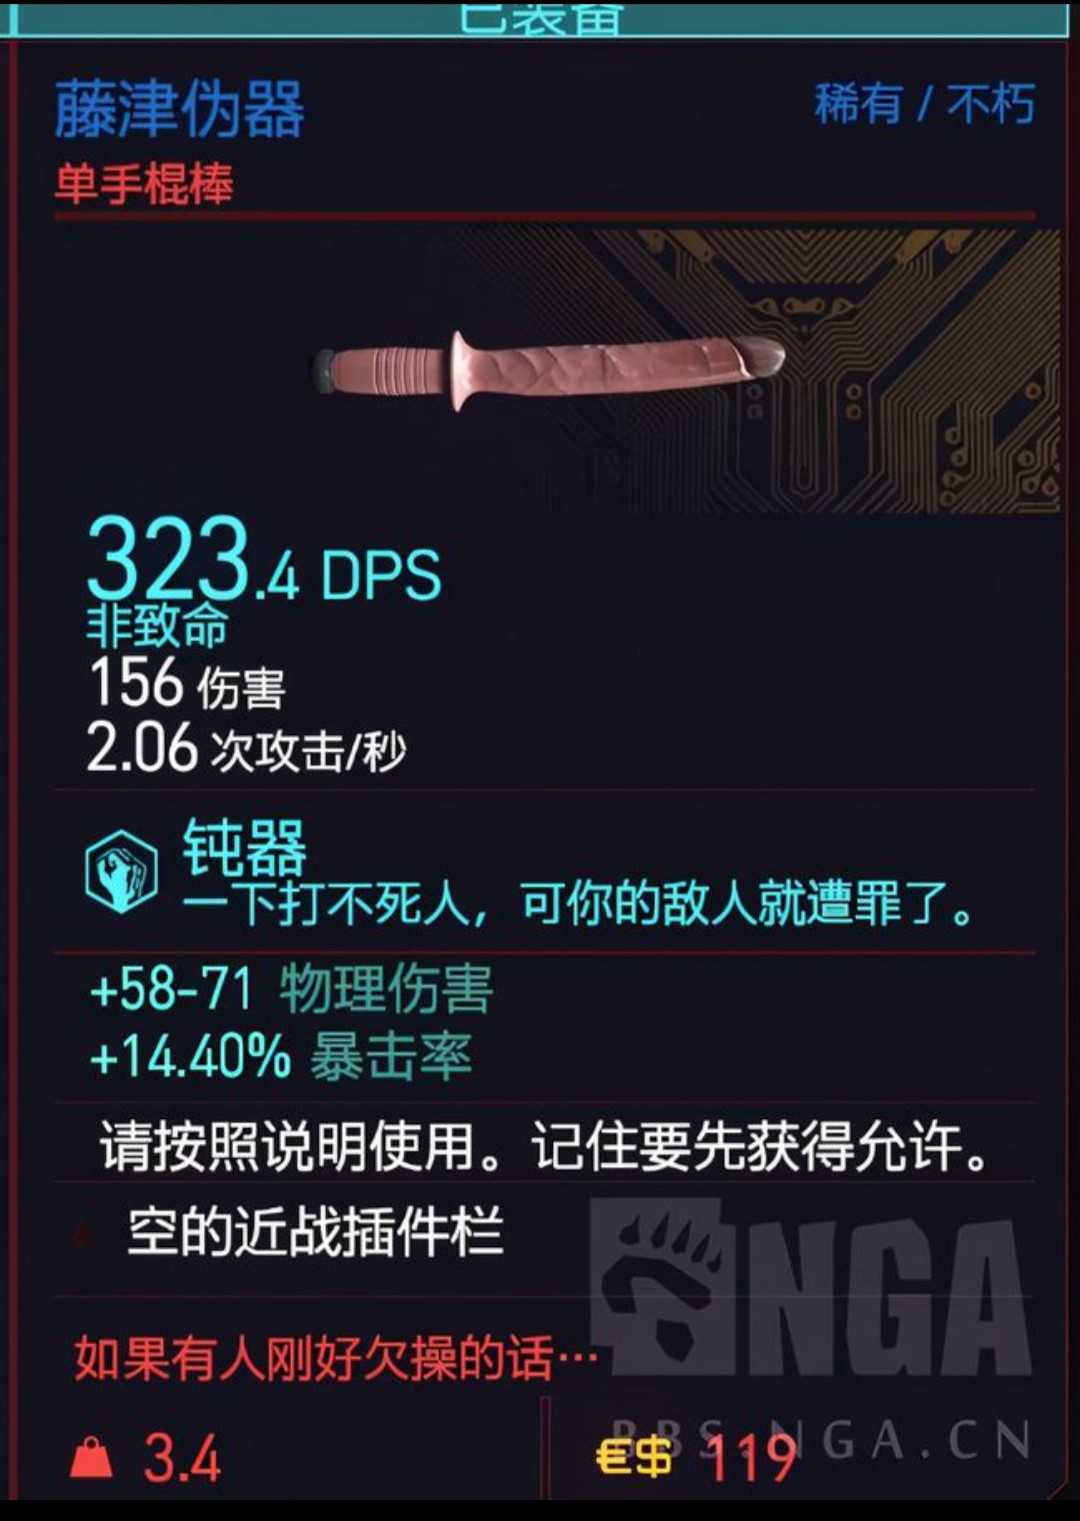 已装备
藤津伪器
稀有 / 不朽
单手棍棒
323.4 DPS
非致命
156 伤害
2.06 次攻击/秒
钝器
一下打不死人，可你的敌人就遭罪了。
+58-71 物理伤害
+14.40% 暴击率
请按照说明使用。记住要先获得允许。
空的近战插件栏
NGA
如果有人刚好欠操的话…
BBS.NGA.CN
3.4
€$ 119